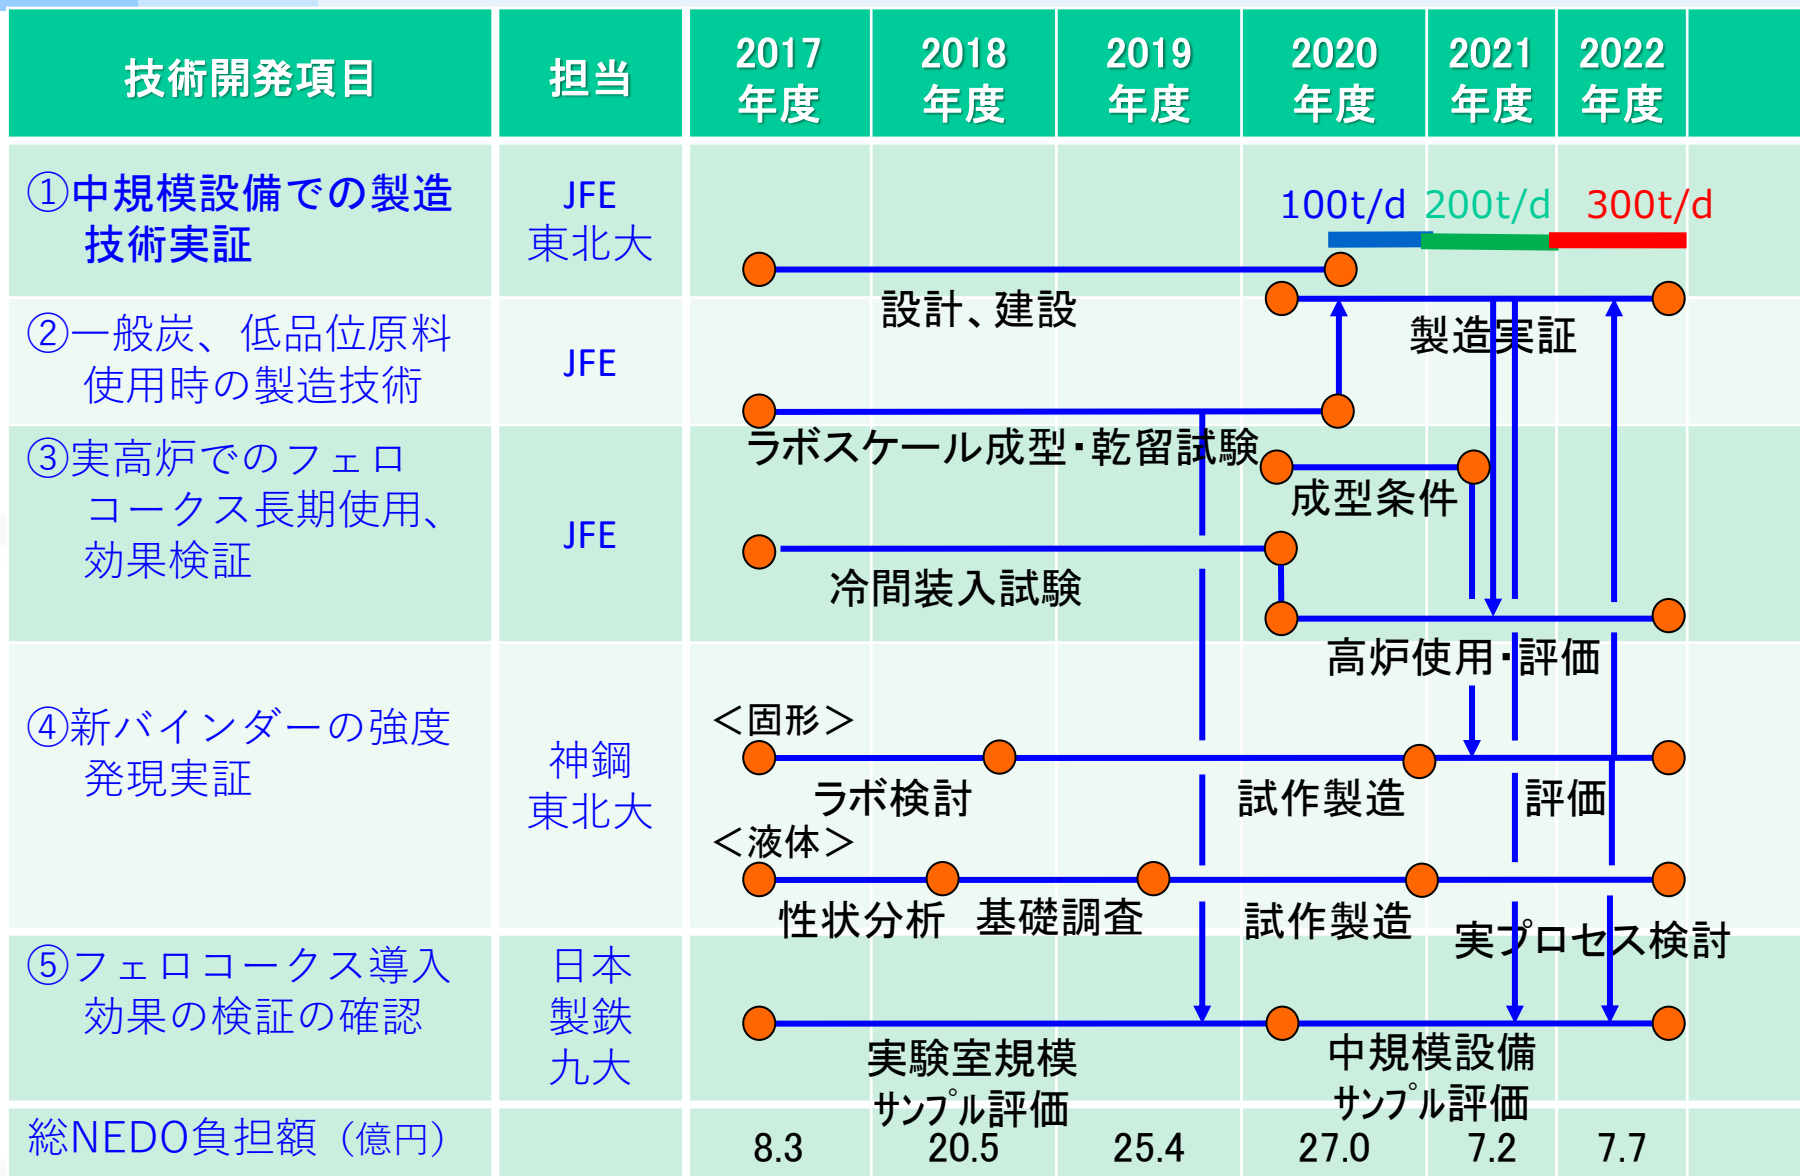 技術開発項目
担当
2017
年度
2018
年度
2019
年度
2020
年度
2021
年度
2022
年度
①中規模設備での製造
技術実証
JFE
東北大
100t/d
200t/d
300t/d
設計、建設
製造実証
②一般炭、低品位原料
使用時の製造技術
JFE
ラボスケール成型・乾留試験
③実高炉でのフェロ
コークス長期使用、
効果検証
JFE
成型条件
冷間装入試験
高炉使用・評価
④新バインダーの強度
発現実証
神鋼
東北大
＜固形＞
ラボ検討
試作製造
評価
＜液体＞
性状分析
基礎調査
試作製造
実プロセス検討
⑤フェロコークス導入
効果の検証の確認
日本
製鉄
九大
実験室規模
サンプル評価
中規模設備
サンプル評価
総NEDO負担額（億円）
8.3
20.5
25.4
27.0
7.2
7.7